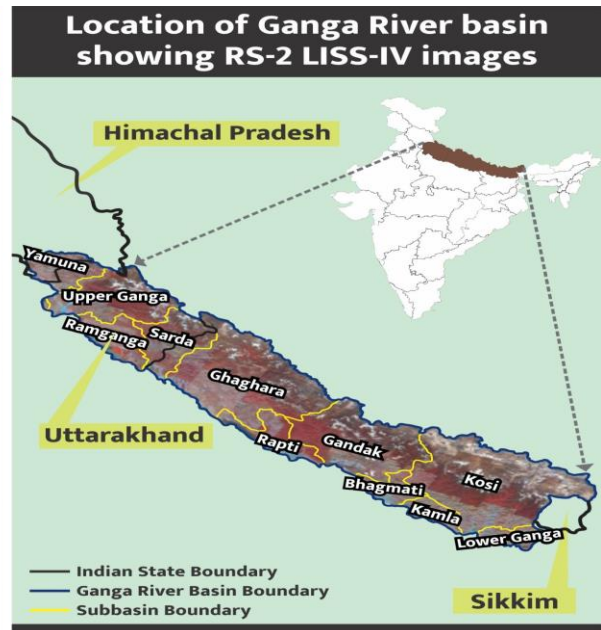 Location of Ganga River basin
showing RS-2 LISS-IV images
Himachal Pradesh
Yamuna
Upper Ganga
Ramganga
Sarda
Ghaghara
Uttarakhand
Rapti
Gandak
Bhagmati
Kosi
Kamla
Lower Ganga
Indian State Boundary
Ganga River Basin Boundary
Subbasin Boundary
Sikkim